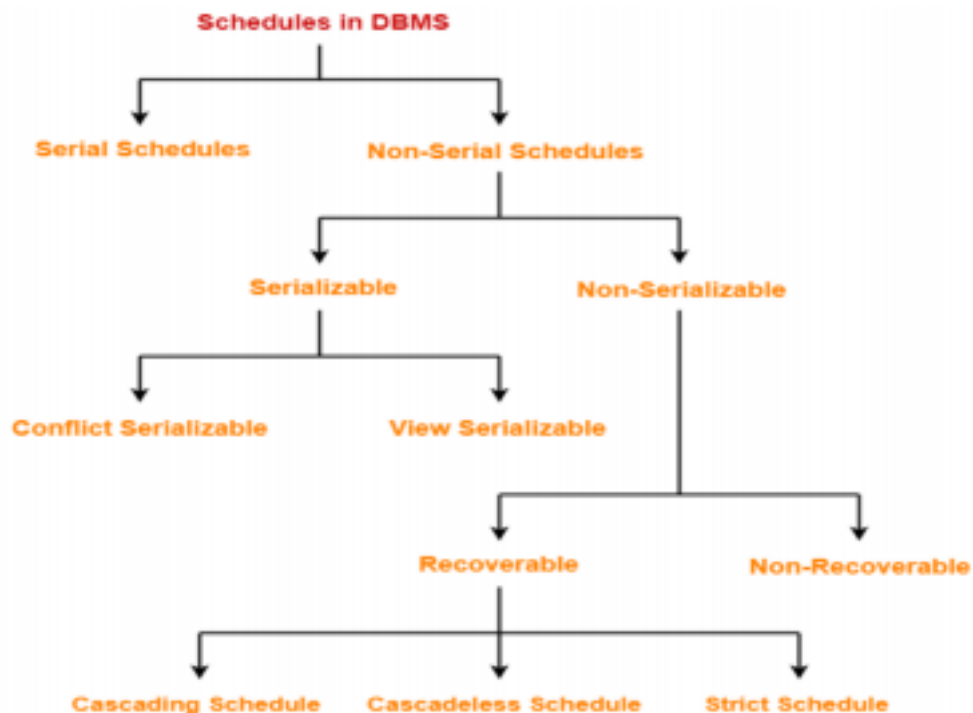 Schedules in DBMS
Serial Schedules
Non-Serial Schedules
Serializable
Non-Serializable
Conflict Serializable
View Serializable
Recoverable
Non-Recoverable
Cascading Schedule
Cascadeless Schedule
Strict Schedule